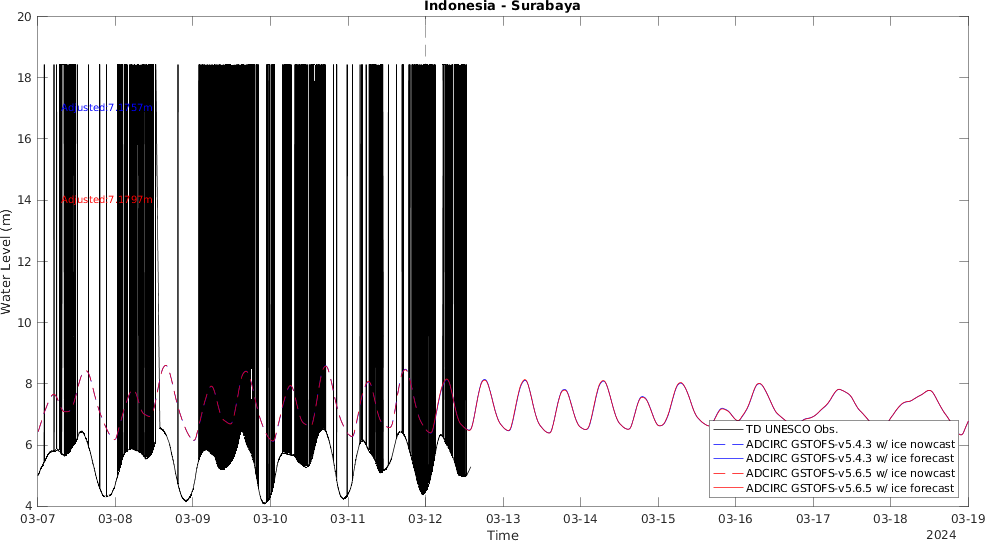 Indonesia - Surabaya
20
18
16
14
12
10
8
6
4
Water Level (m)
Adjusted:7.1757m
Adjusted:7.1797m
TD UNESCO Obs.
ADCIRC GSTOFS-v5.4.3 w/ ice nowcast
ADCIRC GSTOFS-v5.4.3 w/ ice forecast
ADCIRC GSTOFS-v5.6.5 w/ ice nowcast
ADCIRC GSTOFS-v5.6.5 w/ ice forecast
03-07 03-08 03-09 03-10 03-11 03-12 03-13 03-14 03-15 03-16 03-17 03-18 03-19
Time
2024